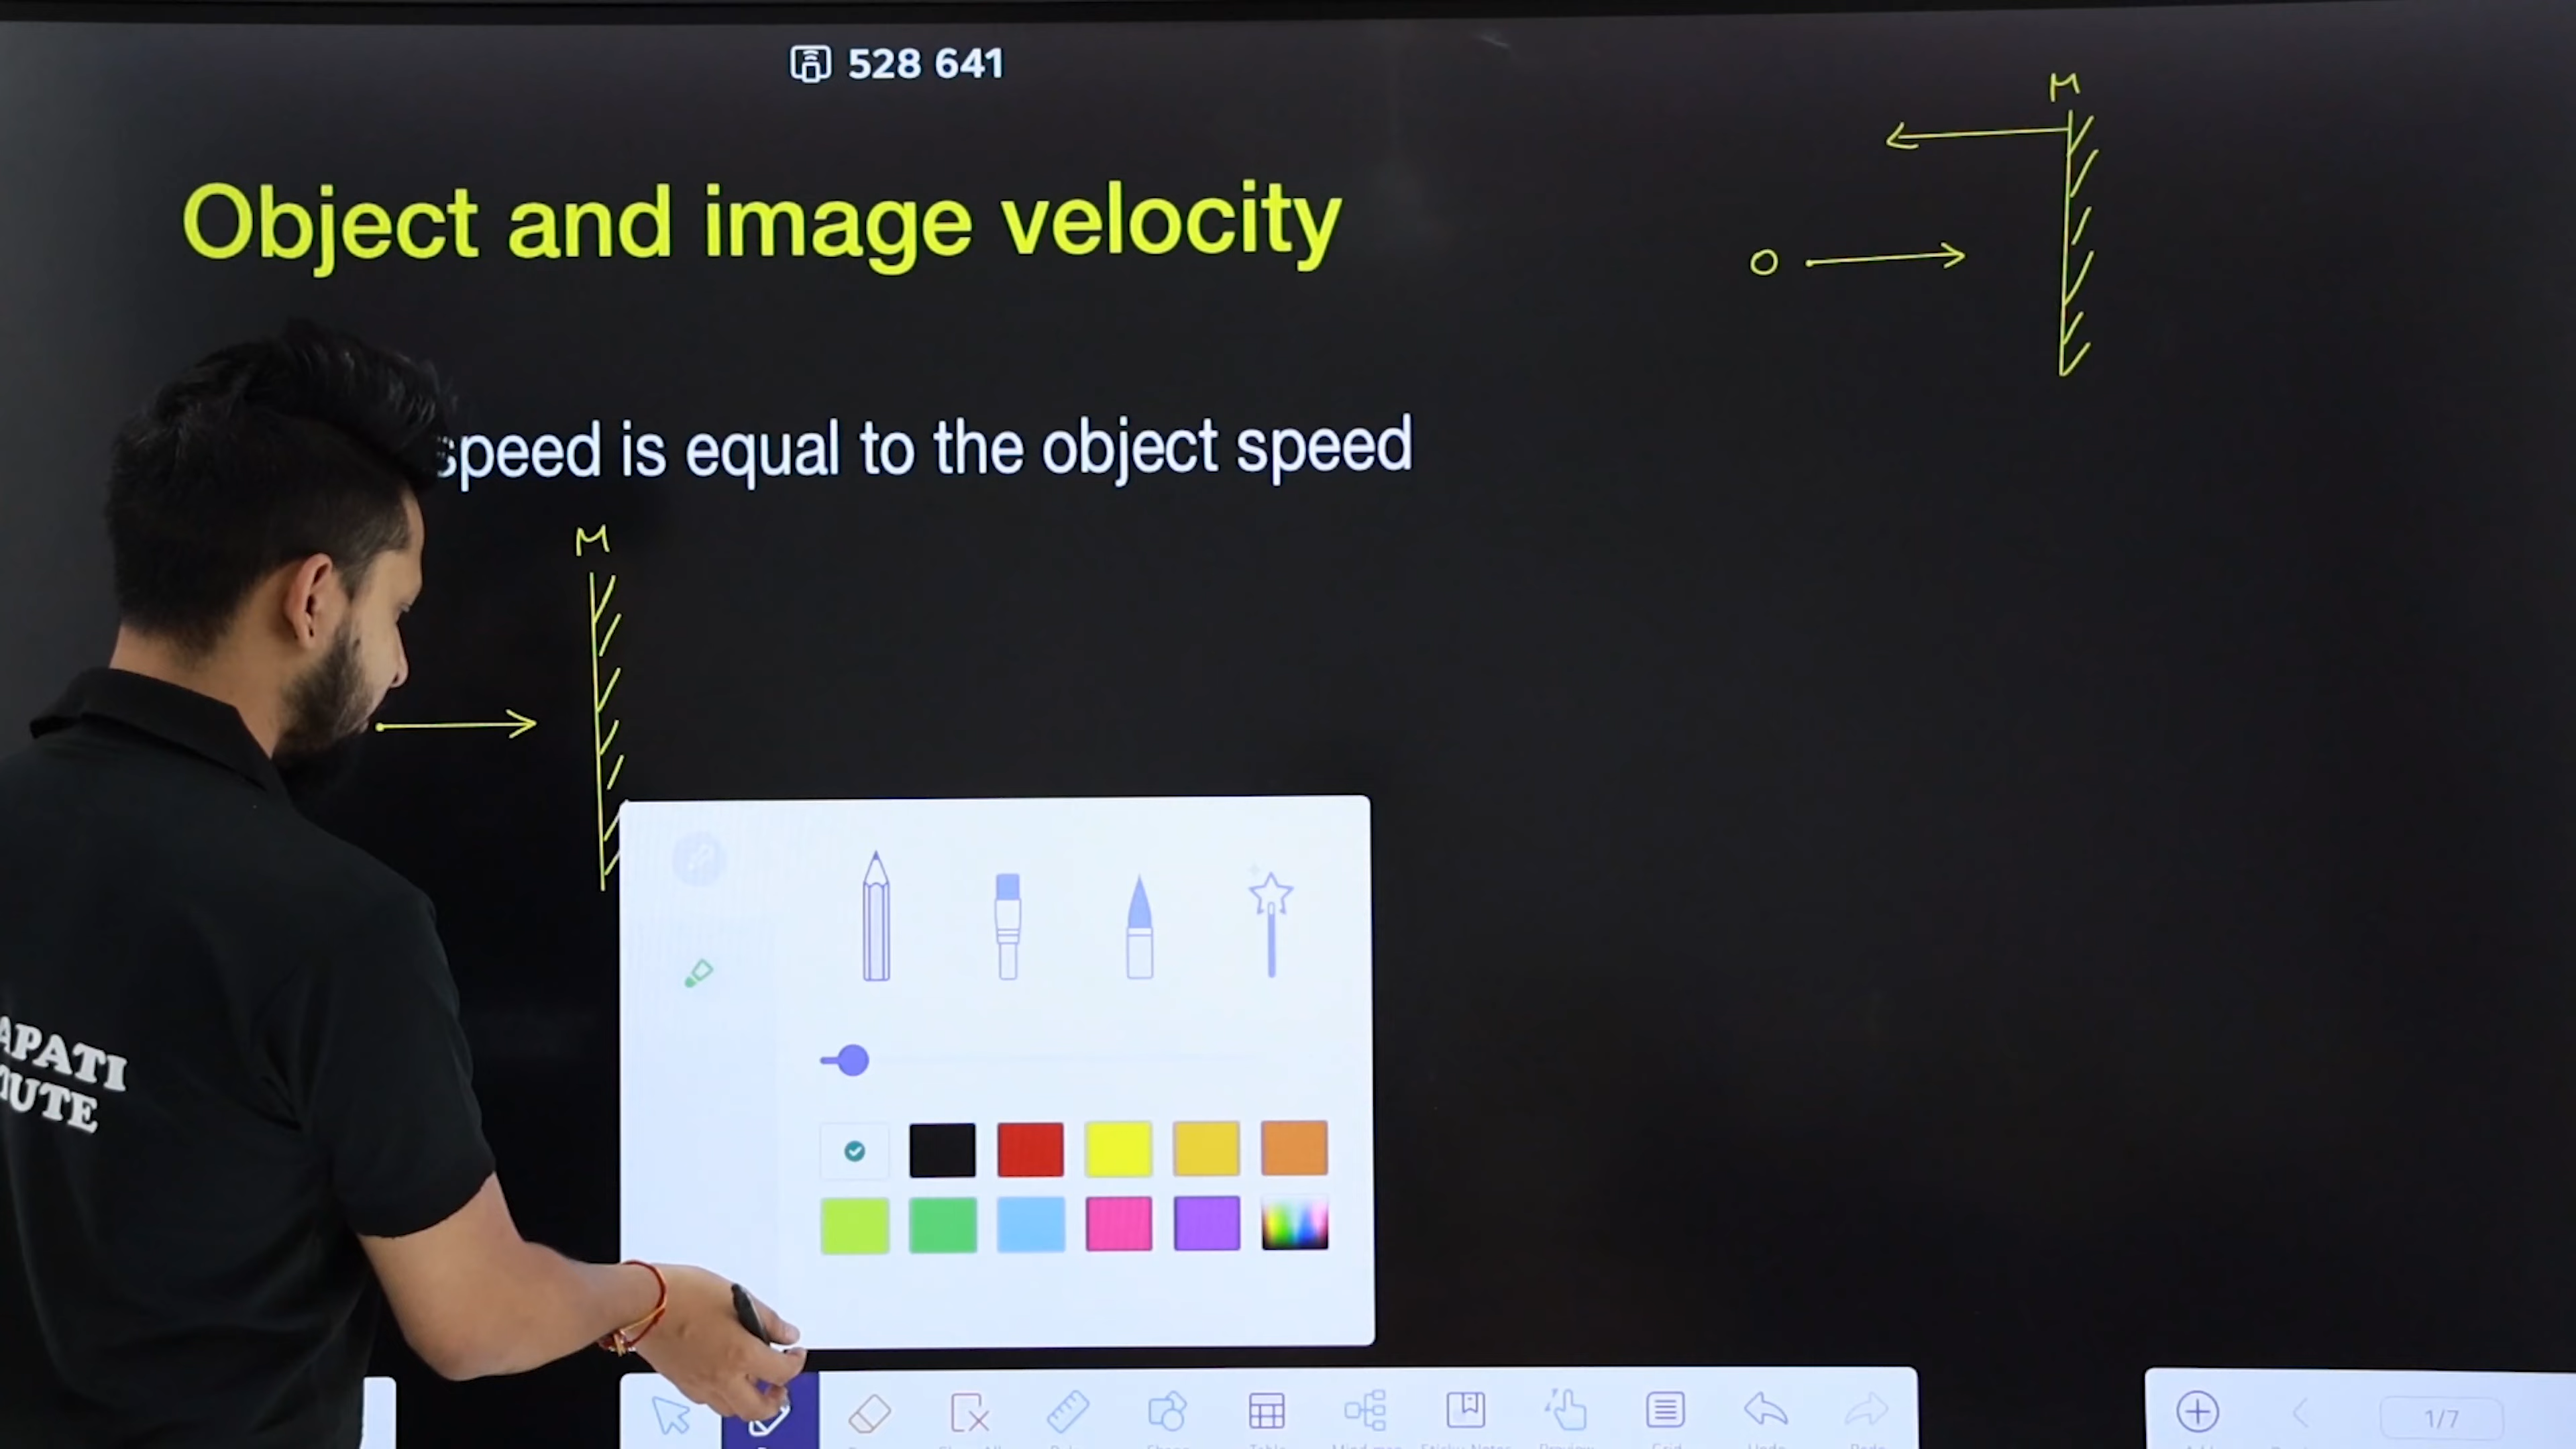 528 641
M
Object and image velocity
O
speed is equal to the object speed
M
APATI
UTE
1/7